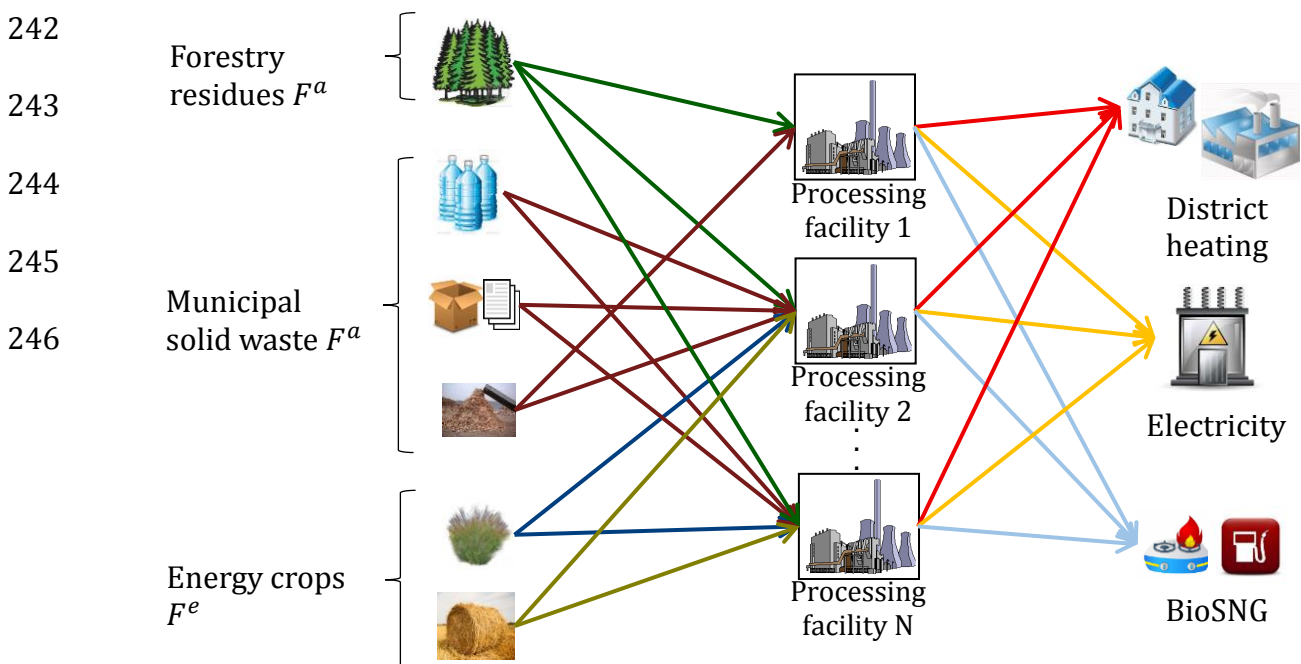 242
243
244
245
246
Forestry
residues F^a
Municipal
solid waste F^a
Energy crops
F^e
Processing
facility 1
Processing
facility 2
.
.
.
Processing
facility N
District
heating
Electricity
BioSNG